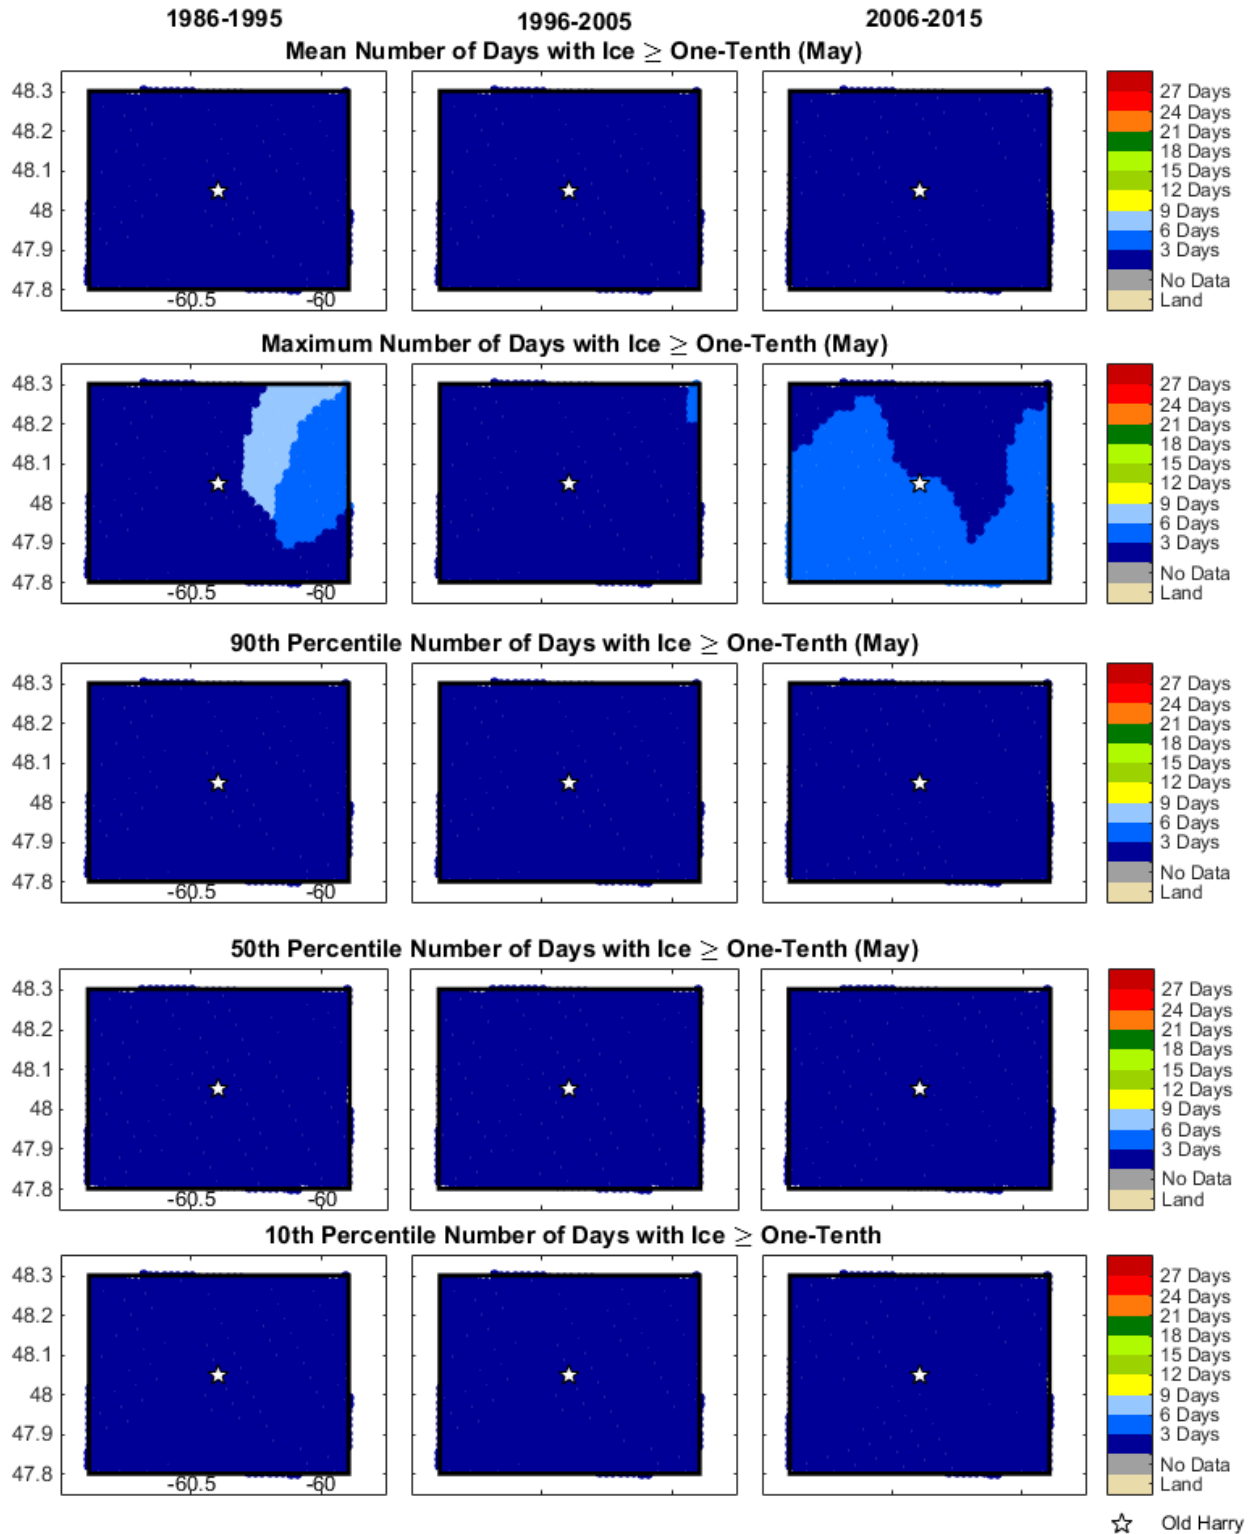 1986-1995 1996-2005 2006-2015
Mean Number of Days with Ice ≥ One-Tenth (May)
48.3
48.2
48.1
48
47.9
47.8
-60.5 -60
27 Days
24 Days
21 Days
18 Days
15 Days
12 Days
9 Days
6 Days
3 Days
No Data
Land
Maximum Number of Days with Ice ≥ One-Tenth (May)
48.3
48.2
48.1
48
47.9
47.8
-60.5 -60
27 Days
24 Days
21 Days
18 Days
15 Days
12 Days
9 Days
6 Days
3 Days
No Data
Land
90th Percentile Number of Days with Ice ≥ One-Tenth (May)
48.3
48.2
48.1
48
47.9
47.8
-60.5 -60
27 Days
24 Days
21 Days
18 Days
15 Days
12 Days
9 Days
6 Days
3 Days
No Data
Land
50th Percentile Number of Days with Ice ≥ One-Tenth (May)
48.3
48.2
48.1
48
47.9
47.8
-60.5 -60
27 Days
24 Days
21 Days
18 Days
15 Days
12 Days
9 Days
6 Days
3 Days
No Data
Land
10th Percentile Number of Days with Ice ≥ One-Tenth
48.3
48.2
48.1
48
47.9
47.8
-60.5 -60
27 Days
24 Days
21 Days
18 Days
15 Days
12 Days
9 Days
6 Days
3 Days
No Data
Land
Old Harry